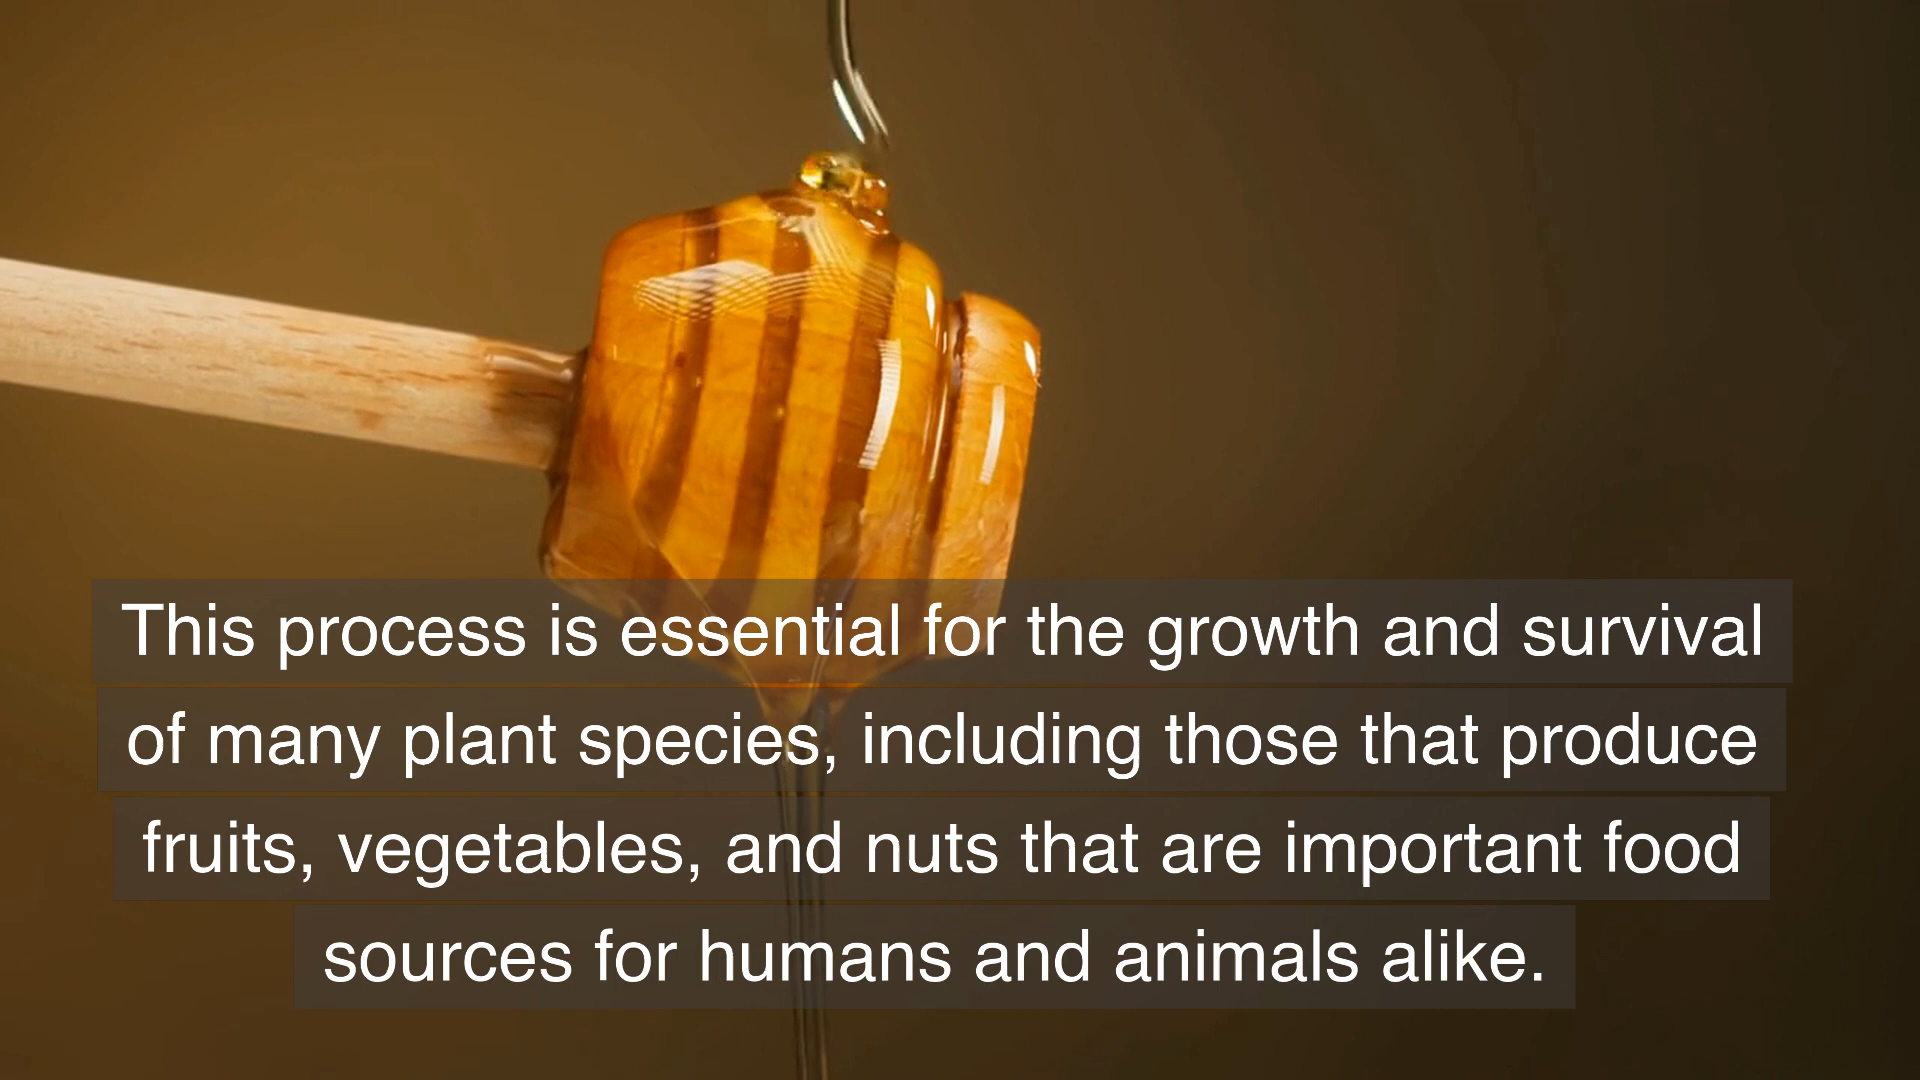 This process is essential for the growth and survival
of many plant species, including those that produce
fruits, vegetables, and nuts that are important food
sources for humans and animals alike.